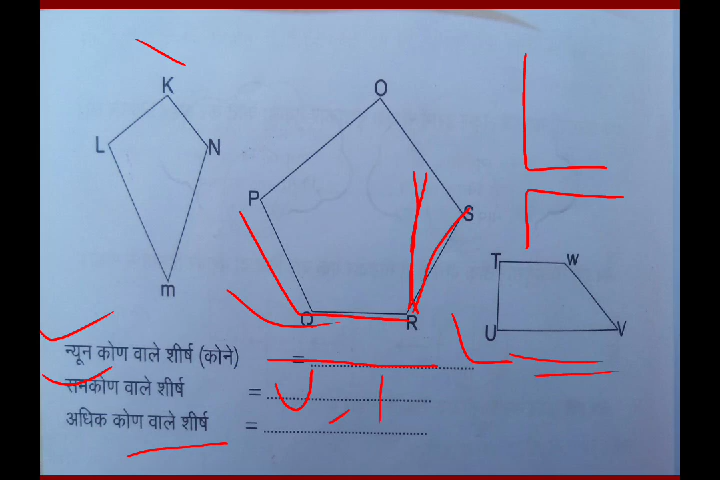 K
L
N
m
O
P
S
Q
R
T
W
U
V
न्यून कोण वाले शीर्ष (कोने) = ........................
समकोण वाले शीर्ष = ........................
अधिक कोण वाले शीर्ष = ........................